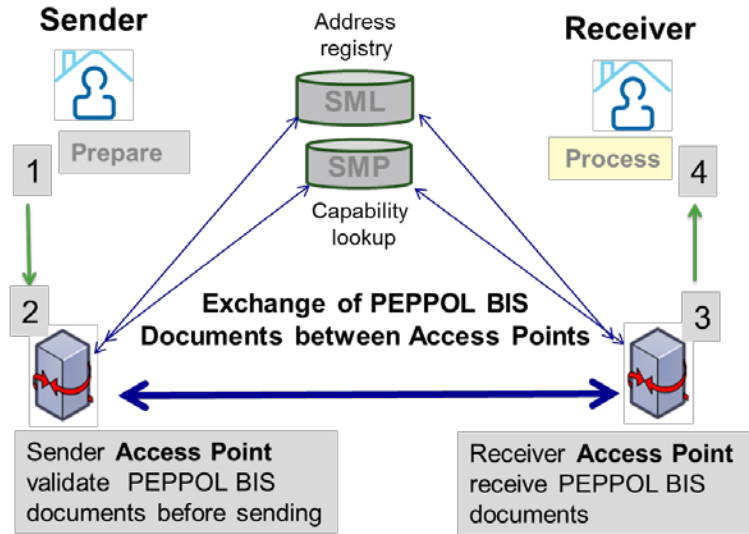 Sender
Address
registry
Receiver
SML
Prepare
Process
1
SMP
4
Capability
lookup
2
Exchange of PEPPOL BIS
Documents between Access Points
3
Sender Access Point
validate PEPPOL BIS
documents before sending
Receiver Access Point
receive PEPPOL BIS
documents